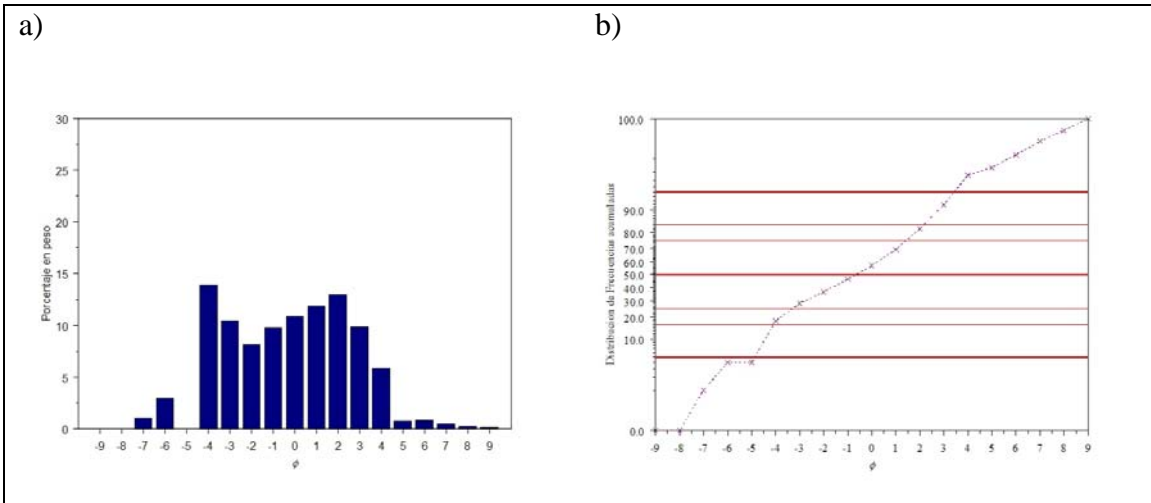 a)
b)
Porcentaje en peso
30
25
20
15
10
5
0
-9 -8 -7 -6 -5 -4 -3 -2 -1 0 1 2 3 4 5 6 7 8 9
ϕ
Distribucion de Frecuencias acumuladas
100.0
90.0
80.0
70.0
60.0
50.0
40.0
30.0
20.0
10.0
0.0
-9 -8 -7 -6 -5 -4 -3 -2 -1 0 1 2 3 4 5 6 7 8 9
ϕ